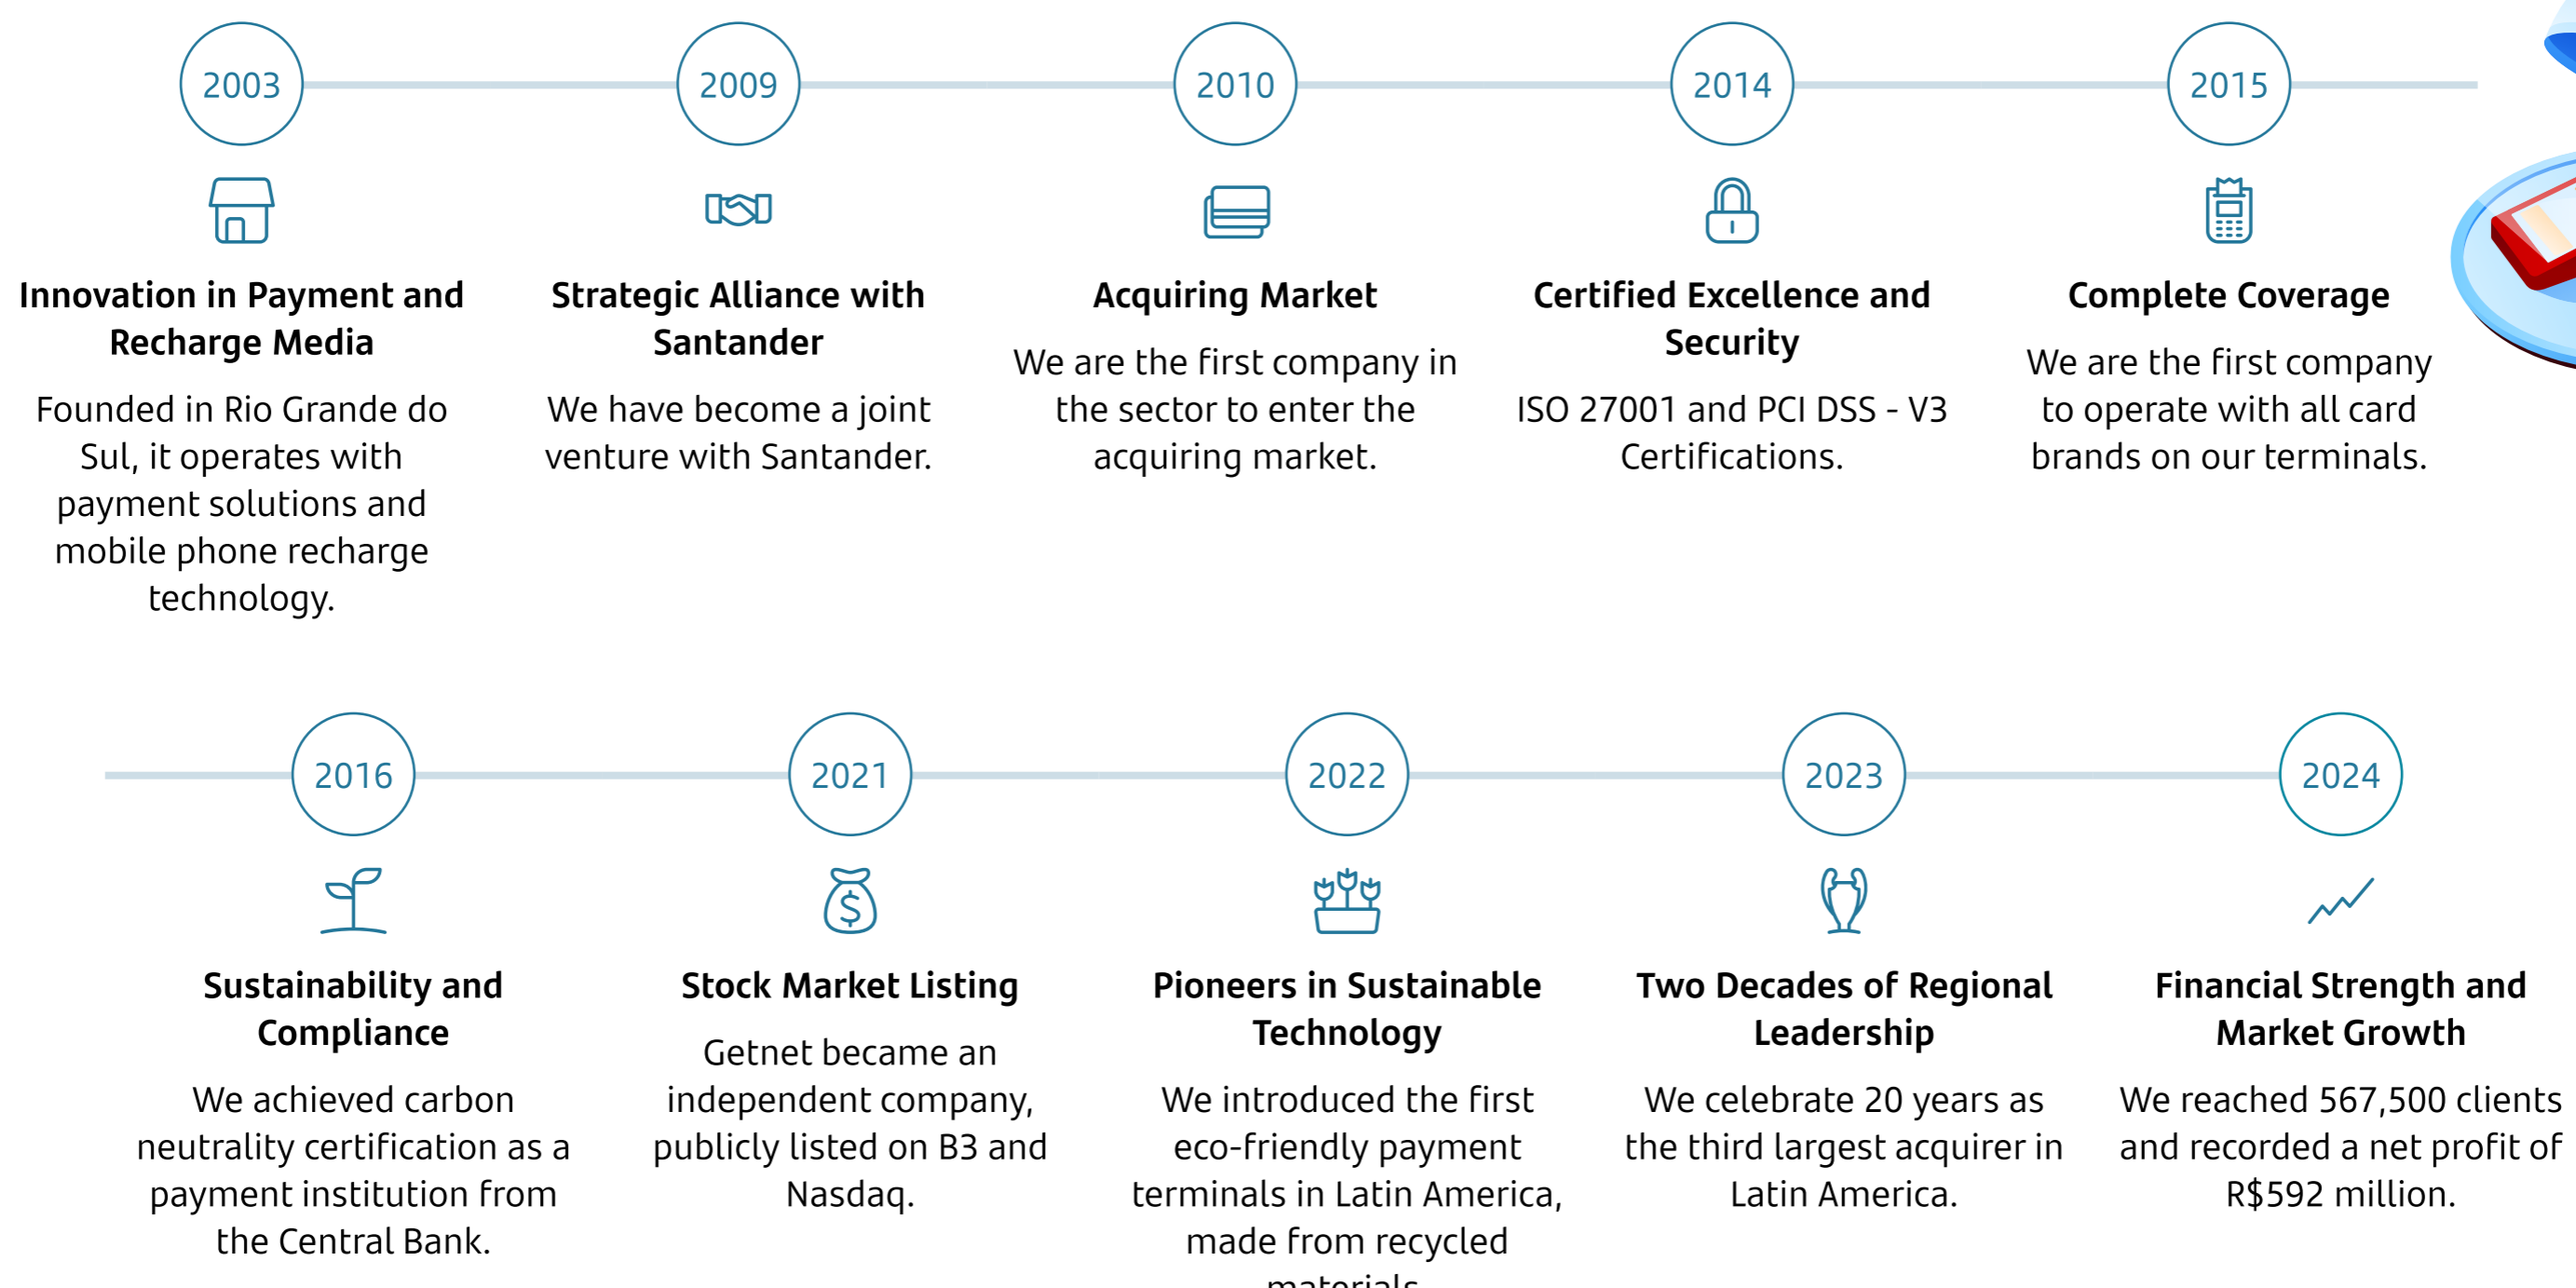 2003
2009
2010
2014
2015
Innovation in Payment and
Recharge Media
Founded in Rio Grande do
Sul, it operates with
payment solutions and
mobile phone recharge
technology.
Strategic Alliance with
Santander
We have become a joint
venture with Santander.
Acquiring Market
We are the first company in
the sector to enter the
acquiring market.
Certified Excellence and
Security
ISO 27001 and PCI DSS - V3
Certifications.
Complete Coverage
We are the first company
to operate with all card
brands on our terminals.
2016
2021
2022
2023
2024
$
Sustainability and
Compliance
We achieved carbon
neutrality certification as a
payment institution from
the Central Bank.
Stock Market Listing
Getnet became an
independent company,
publicly listed on B3 and
Nasdaq.
Pioneers in Sustainable
Technology
We introduced the first
eco-friendly payment
terminals in Latin America,
made from recycled
materials.
Two Decades of Regional
Leadership
We celebrate 20 years as
the third largest acquirer in
Latin America.
Financial Strength and
Market Growth
We reached 567,500 clients
and recorded a net profit of
R$592 million.